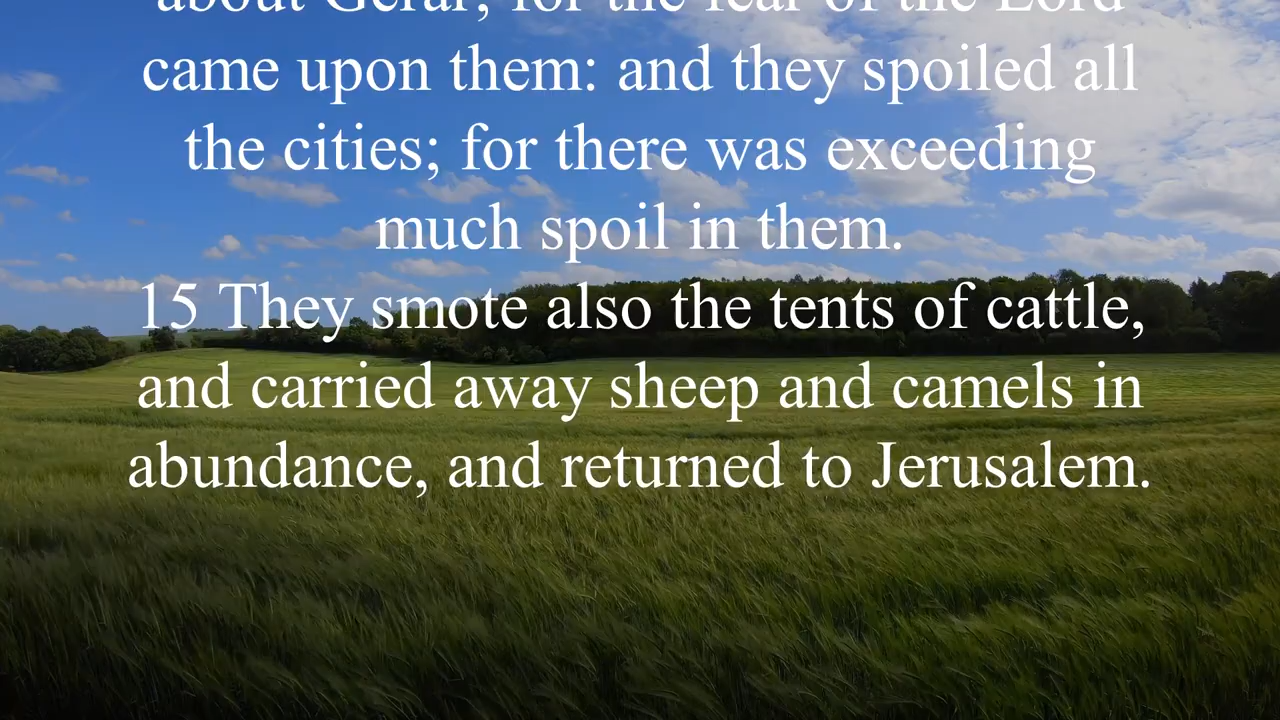 about Gerar; for the fear of the Lord
came upon them: and they spoiled all
the cities; for there was exceeding
much spoil in them.
15 They smote also the tents of cattle,
and carried away sheep and camels in
abundance, and returned to Jerusalem.